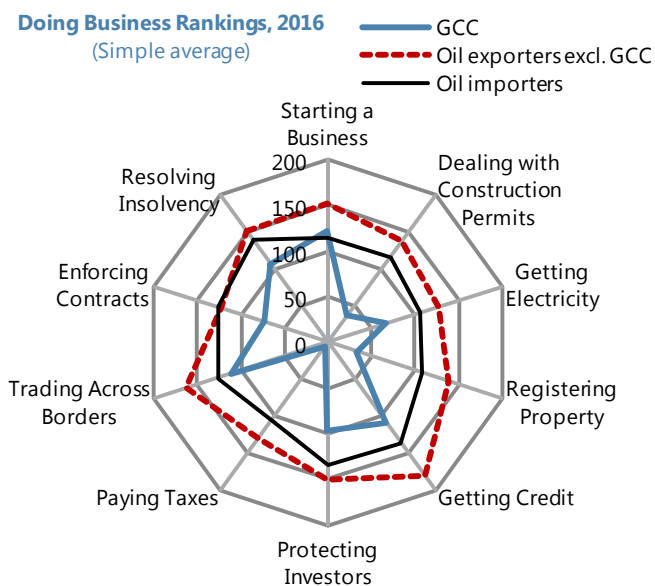 Doing Business Rankings, 2016
(Simple average)
GCC
Oil exporters excl. GCC
Oil importers
Starting a
Business
200
150
100
50
0
Dealing with
Construction
Permits
Getting
Electricity
Registering
Property
Getting Credit
Protecting
Investors
Paying Taxes
Trading Across
Borders
Enforcing
Contracts
Resolving
Insolvency